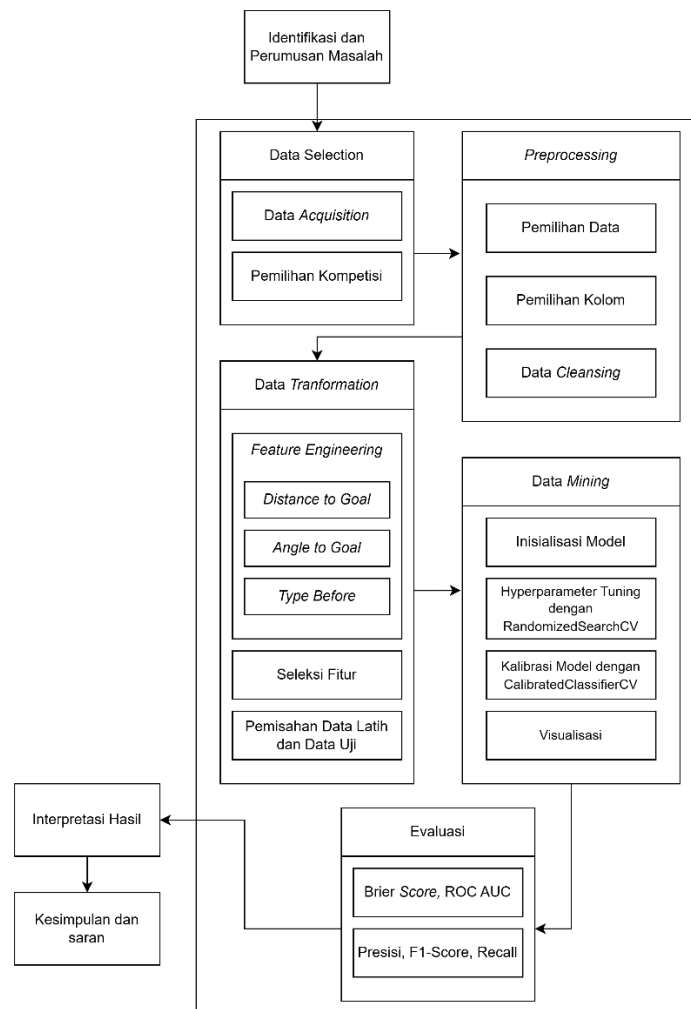 Identifikasi dan
Perumusan Masalah
Data Selection
Data Acquisition
Pemilihan Kompetisi
Preprocessing
Pemilihan Data
Pemilihan Kolom
Data Cleansing
Data Tranformation
Feature Engineering
Distance to Goal
Angle to Goal
Type Before
Seleksi Fitur
Pemisahan Data Latih
dan Data Uji
Data Mining
Inisialisasi Model
Hyperparameter Tuning
dengan
RandomizedSearchCV
Kalibrasi Model dengan
CalibratedClassifierCV
Visualisasi
Evaluasi
Brier Score, ROC AUC
Presisi, F1-Score, Recall
Interpretasi Hasil
Kesimpulan dan
saran